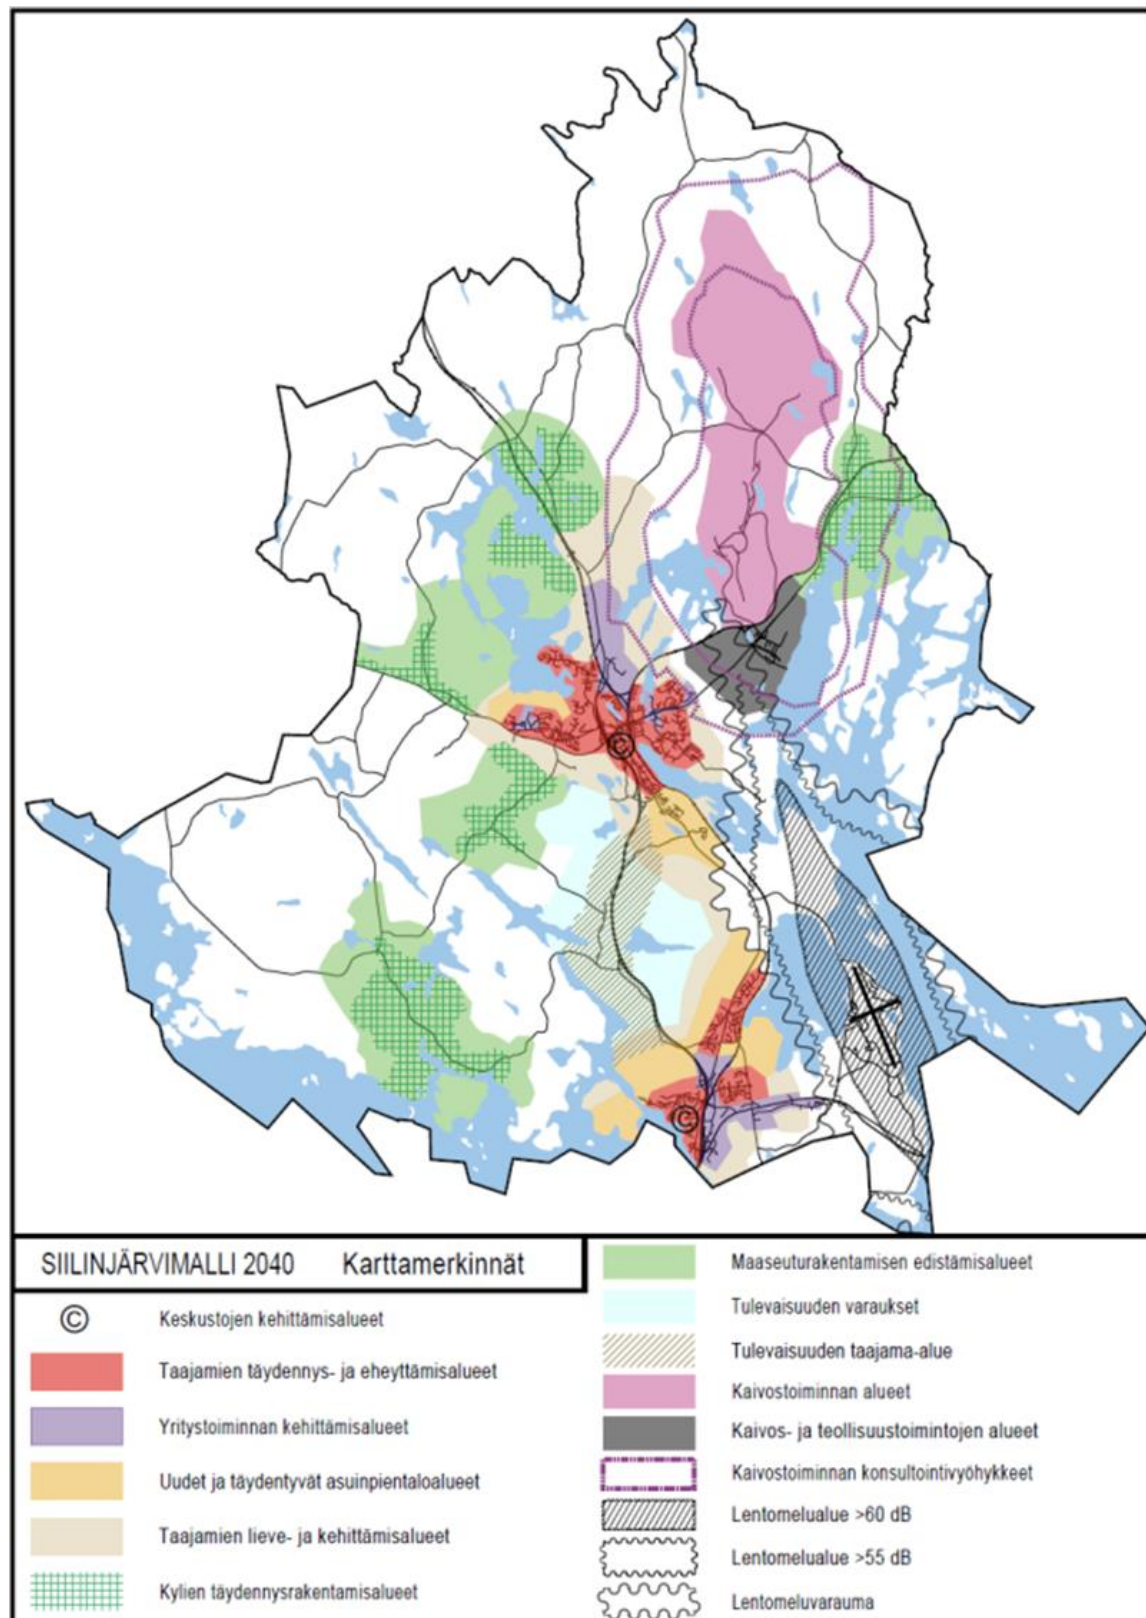 ©
©
SIILINJÄRVIMALLI 2040 Karttamerkinnät
© Keskustojen kehittämisalueet
Taajamien täydennys- ja eheyttämisalueet
Yritystoiminnan kehittämisalueet
Uudet ja täydentyvät asuinpientaloalueet
Taajamien lieve- ja kehittämisalueet
Kylien täydennysrakentamisalueet
Maaseuturakentamisen edistämisalueet
Tulevaisuuden varaukset
Tulevaisuuden taajama-alue
Kaivostoiminnan alueet
Kaivos- ja teollisuustoimintojen alueet
Kaivostoiminnan konsultointivyöhykkeet
Lentomelualue >60 dB
Lentomelualue >55 dB
Lentomeluvarauma